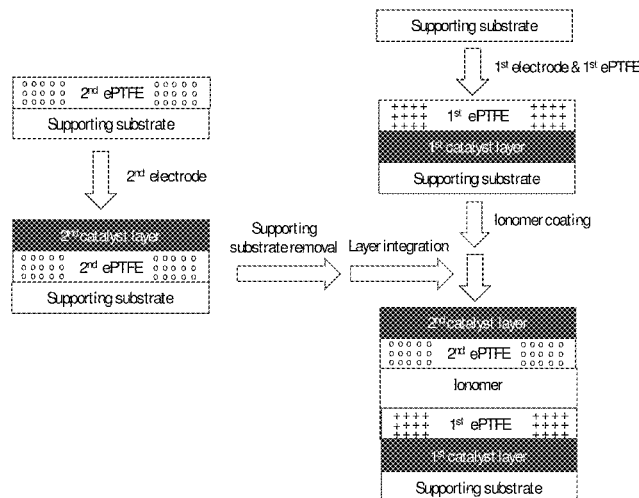 Supporting substrate
1st electrode & 1st ePTFE
2nd ePTFE
Supporting substrate
1st ePTFE
1st catalyst layer
Supporting substrate
2nd electrode
Ionomer coating
2nd catalyst layer
2nd ePTFE
Supporting substrate
Supporting
substrate removal
Layer integration
2nd catalyst layer
2nd ePTFE
Ionomer
1st ePTFE
1st catalyst layer
Supporting substrate